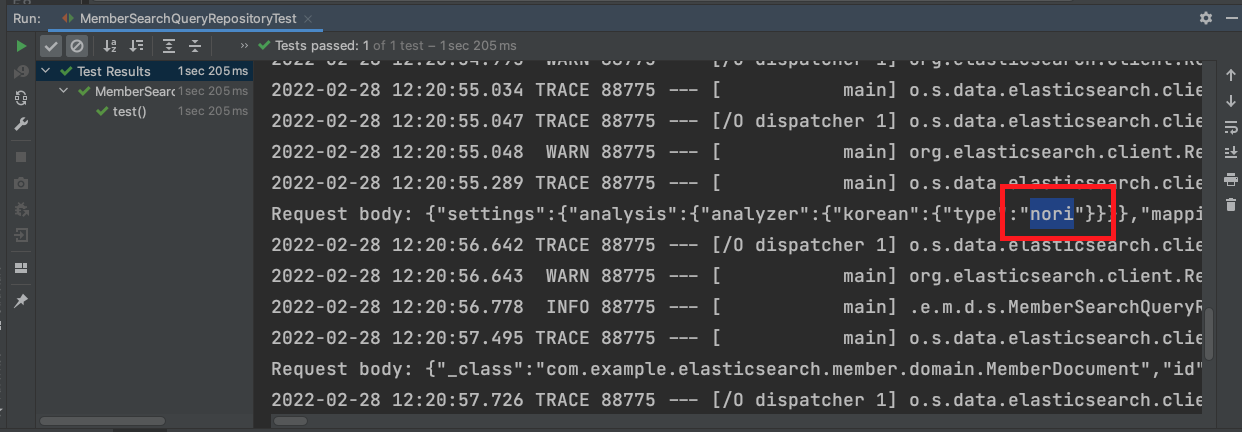 Run: MemberSearchQueryRepositoryTest ×
Tests passed: 1 of 1 test – 1 sec 205 ms
Test Results 1 sec 205 ms
MemberSearc 1 sec 205 ms
test() 1 sec 205 ms
2022-02-28 12:20:54.793 WARN 88775 --- [/O dispatcher 1] org.elasticsearch.client.Re
2022-02-28 12:20:55.034 TRACE 88775 --- [           main] o.s.data.elasticsearch.clie
2022-02-28 12:20:55.047 TRACE 88775 --- [/O dispatcher 1] o.s.data.elasticsearch.clie
2022-02-28 12:20:55.048  WARN 88775 --- [           main] org.elasticsearch.client.Re
2022-02-28 12:20:55.289 TRACE 88775 --- [           main] o.s.data.elasticsearch.clie
Request body: {"settings":{"analysis":{"analyzer":{"korean":{"type":"nori"}}}},"mappi
2022-02-28 12:20:56.642 TRACE 88775 --- [/O dispatcher 1] o.s.data.elasticsearch.clie
2022-02-28 12:20:56.643  WARN 88775 --- [           main] org.elasticsearch.client.Re
2022-02-28 12:20:56.778  INFO 88775 --- [           main] .e.m.d.s.MemberSearchQueryR
2022-02-28 12:20:57.495 TRACE 88775 --- [           main] o.s.data.elasticsearch.clie
Request body: {"_class":"com.example.elasticsearch.member.domain.MemberDocument","id"
2022-02-28 12:20:57.726 TRACE 88775 --- [/O dispatcher 1] o.s.data.elasticsearch.clie